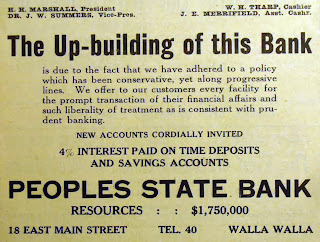 H. H. MARSHALL, President
DR. J. W. SUMMERS, Vice-Pres.
W. H. THARP, Cashier
J. E. MERRIFIELD, Asst. Cashr.
The Up-building of this Bank
is due to the fact that we have adhered to a policy
which has been conservative, yet along progressive
lines. We offer to our customers every facility for
the prompt transaction of their financial affairs and
such liberality of treatment as is consistent with pru-
dent banking.
NEW ACCOUNTS CORDIALLY INVITED
4% INTEREST PAID ON TIME DEPOSITS
AND SAVINGS ACCOUNTS
PEOPLES STATE BANK
RESOURCES : : $1,750,000
18 EAST MAIN STREET TEL. 40 WALLA WALLA